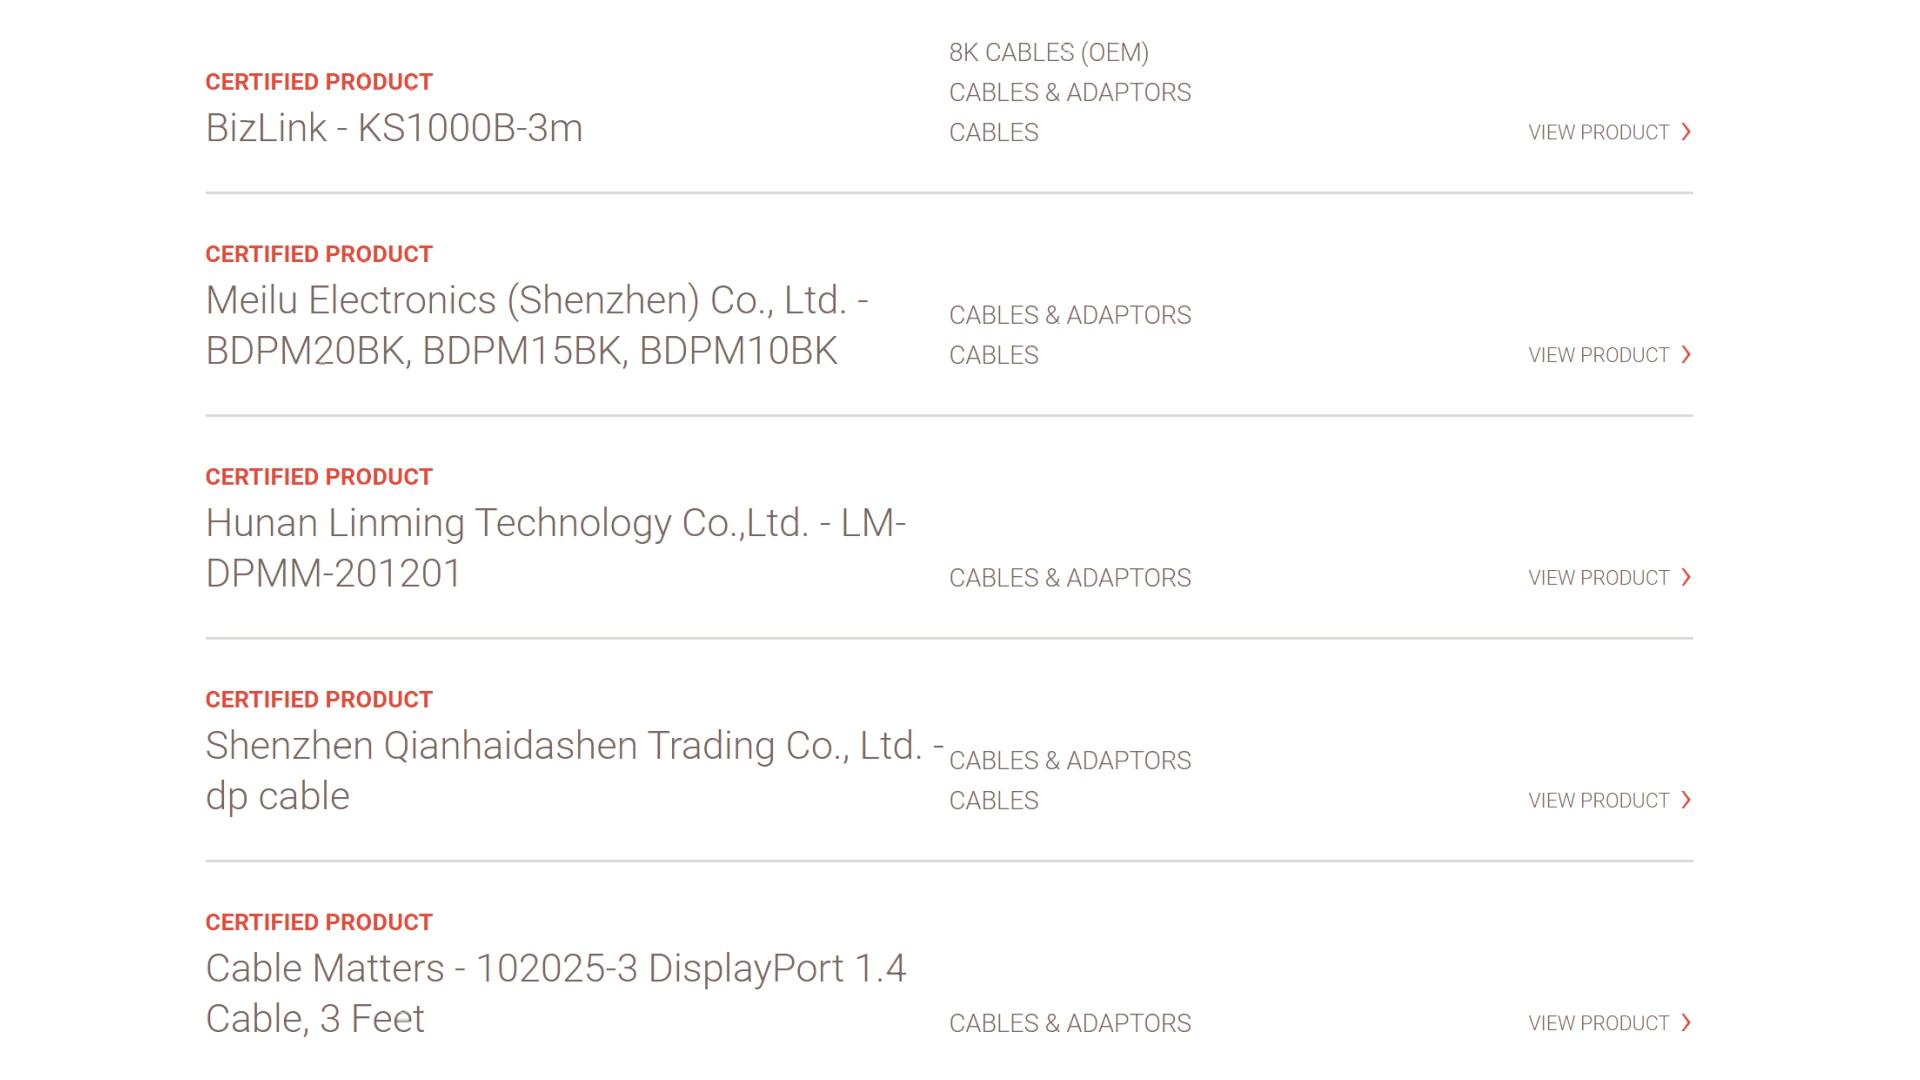 8K CABLES (OEM)
CERTIFIED PRODUCT
CABLES & ADAPTORS
BizLink - KS1000B-3m
CABLES
VIEW PRODUCT
CERTIFIED PRODUCT
Meilu Electronics (Shenzhen) Co., Ltd. -
BDPM20BK, BDPM15BK, BDPM10BK
CABLES & ADAPTORS
CABLES
VIEW PRODUCT
CERTIFIED PRODUCT
Hunan Linming Technology Co.,Ltd. - LM-
DPMM-201201
CABLES & ADAPTORS
VIEW PRODUCT
CERTIFIED PRODUCT
Shenzhen Qianhaidashen Trading Co., Ltd. -
dp cable
CABLES & ADAPTORS
CABLES
VIEW PRODUCT
CERTIFIED PRODUCT
Cable Matters - 102025-3 DisplayPort 1.4
Cable, 3 Feet
CABLES & ADAPTORS
VIEW PRODUCT